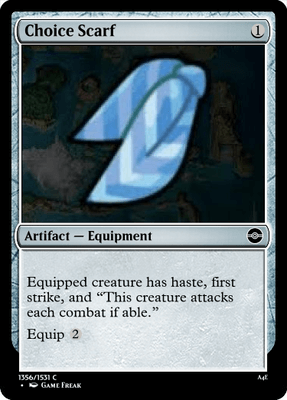 Choice Scarf 1
Artifact — Equipment
Equipped creature has haste, first
strike, and “This creature attacks
each combat if able.”
Equip 2
1356/1531 C A4E
• GAME FREAK